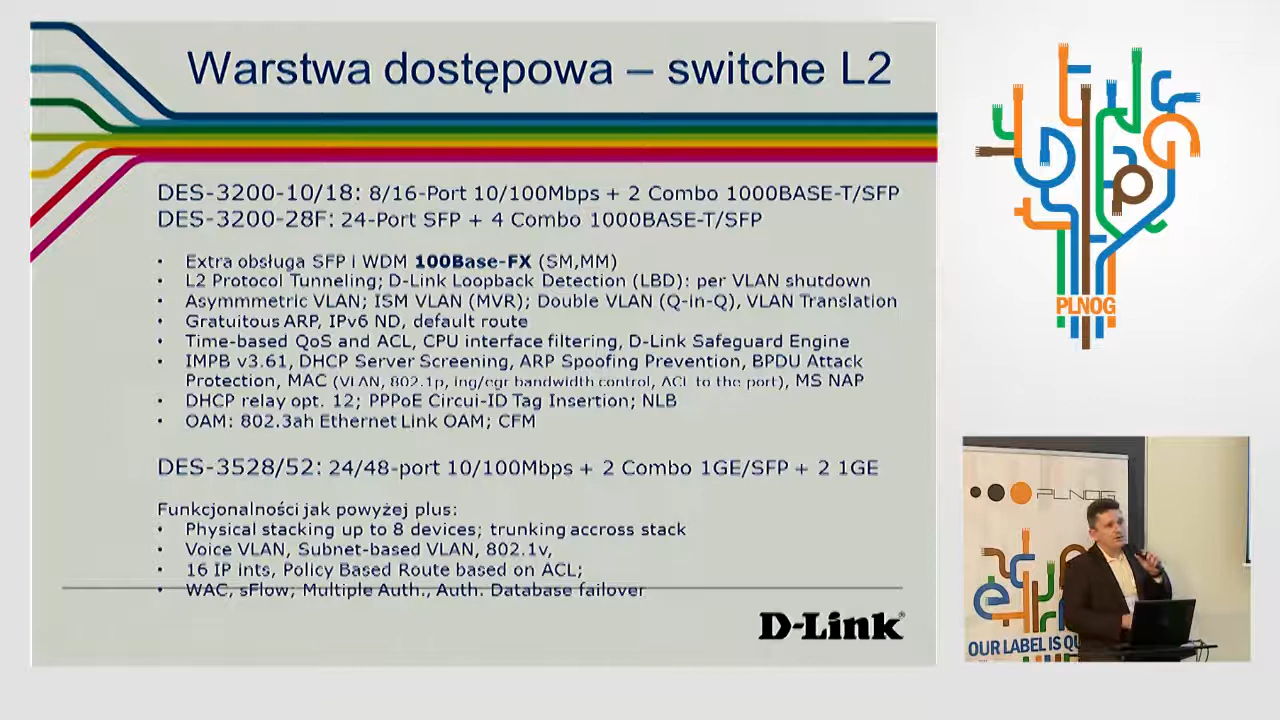 Warstwa dostępowa – switche L2
DES-3200-10/18: 8/16-Port 10/100Mbps + 2 Combo 1000BASE-T/SFP
DES-3200-28F: 24-Port SFP + 4 Combo 1000BASE-T/SFP
• Extra obsługa SFP i WDM 100Base-FX (SM,MM)
• L2 Protocol Tunneling; D-Link Loopback Detection (LBD): per VLAN shutdown
• Asymmmetric VLAN; ISM VLAN (MVR); Double VLAN (Q-in-Q), VLAN Translation
• Gratuitous ARP, IPv6 ND, default route
• Time-based QoS and ACL, CPU interface filtering, D-Link Safeguard Engine
• IMPB v3.61, DHCP Server Screening, ARP Spoofing Prevention, BPDU Attack
Protection, MAC (VLAN, 802.1p, ing/egr bandwidth control, ACL to the port), MS NAP
• DHCP relay opt. 12; PPPoE Circui-ID Tag Insertion; NLB
• OAM: 802.3ah Ethernet Link OAM; CFM
DES-3528/52: 24/48-port 10/100Mbps + 2 Combo 1GE/SFP + 2 1GE
Funkcjonalności jak powyżej plus:
• Physical stacking up to 8 devices; trunking accross stack
• Voice VLAN, Subnet-based VLAN, 802.1v,
• 16 IP ints, Policy Based Route based on ACL;
• WAC, sFlow; Multiple Auth., Auth. Database failover
D-Link®
PLNOG
PLNOG
OUR LABEL IS QU